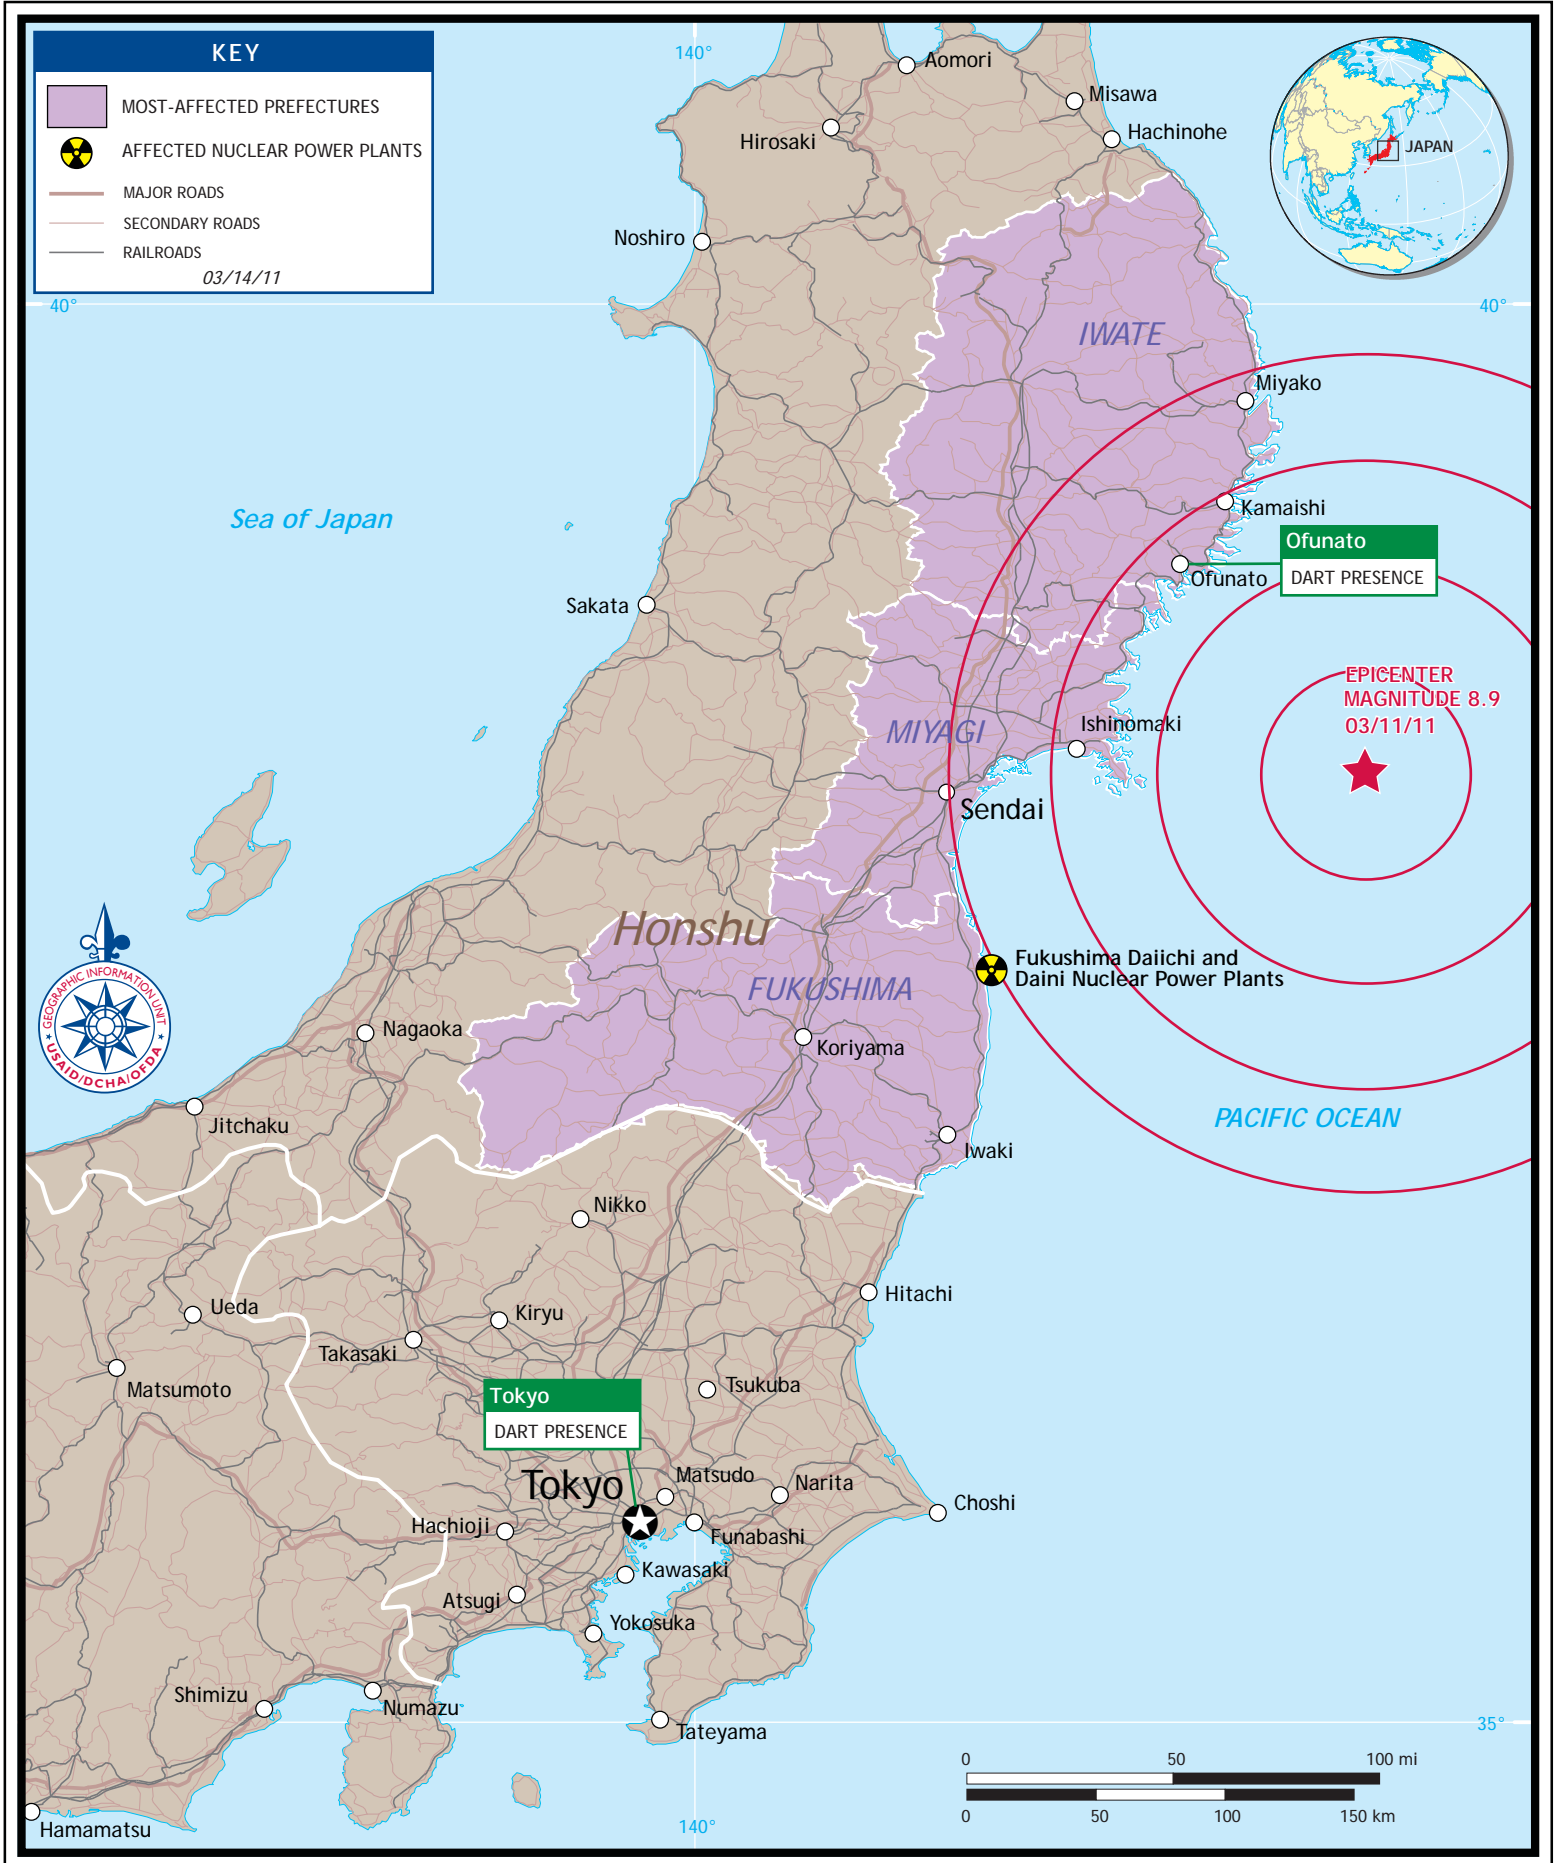 KEY
MOST-AFFECTED PREFECTURES
AFFECTED NUCLEAR POWER PLANTS
MAJOR ROADS
SECONDARY ROADS
RAILROADS
03/14/11
140°
Aomori
Misawa
Hirosaki
Hachinohe
JAPAN
Noshiro
40°
40°
IWATE
Miyako
Sea of Japan
Kamaishi
Ofunato
DART PRESENCE
Ofunato
Sakata
EPICENTER
MAGNITUDE 8.9
03/11/11
MIYAGI
Ishinomaki
Sendai
Honshu
Fukushima Daiichi and
Daini Nuclear Power Plants
FUKUSHIMA
GEOGRAPHIC INFORMATION UNIT
USAID/DCHA/OFDA
Nagaoka
Koriyama
Jitchaku
PACIFIC OCEAN
Iwaki
Nikko
Hitachi
Ueda
Kiryu
Takasaki
Matsumoto
Tsukuba
Tokyo
DART PRESENCE
Tokyo
Matsudo
Narita
Choshi
Hachioji
Funabashi
Kawasaki
Atsugi
Yokosuka
Shimizu
Numazu
Tateyama
35°
0 50 100 mi
0 50 100 150 km
Hamamatsu
140°